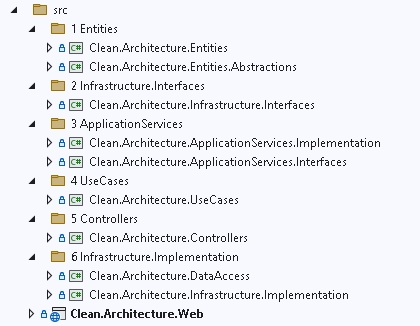 src
1 Entities
Clean.Architecture.Entities
Clean.Architecture.Entities.Abstractions
2 Infrastructure.Interfaces
Clean.Architecture.Infrastructure.Interfaces
3 ApplicationServices
Clean.Architecture.ApplicationServices.Implementation
Clean.Architecture.ApplicationServices.Interfaces
4 UseCases
Clean.Architecture.UseCases
5 Controllers
Clean.Architecture.Controllers
6 Infrastructure.Implementation
Clean.Architecture.DataAccess
Clean.Architecture.Infrastructure.Implementation
Clean.Architecture.Web